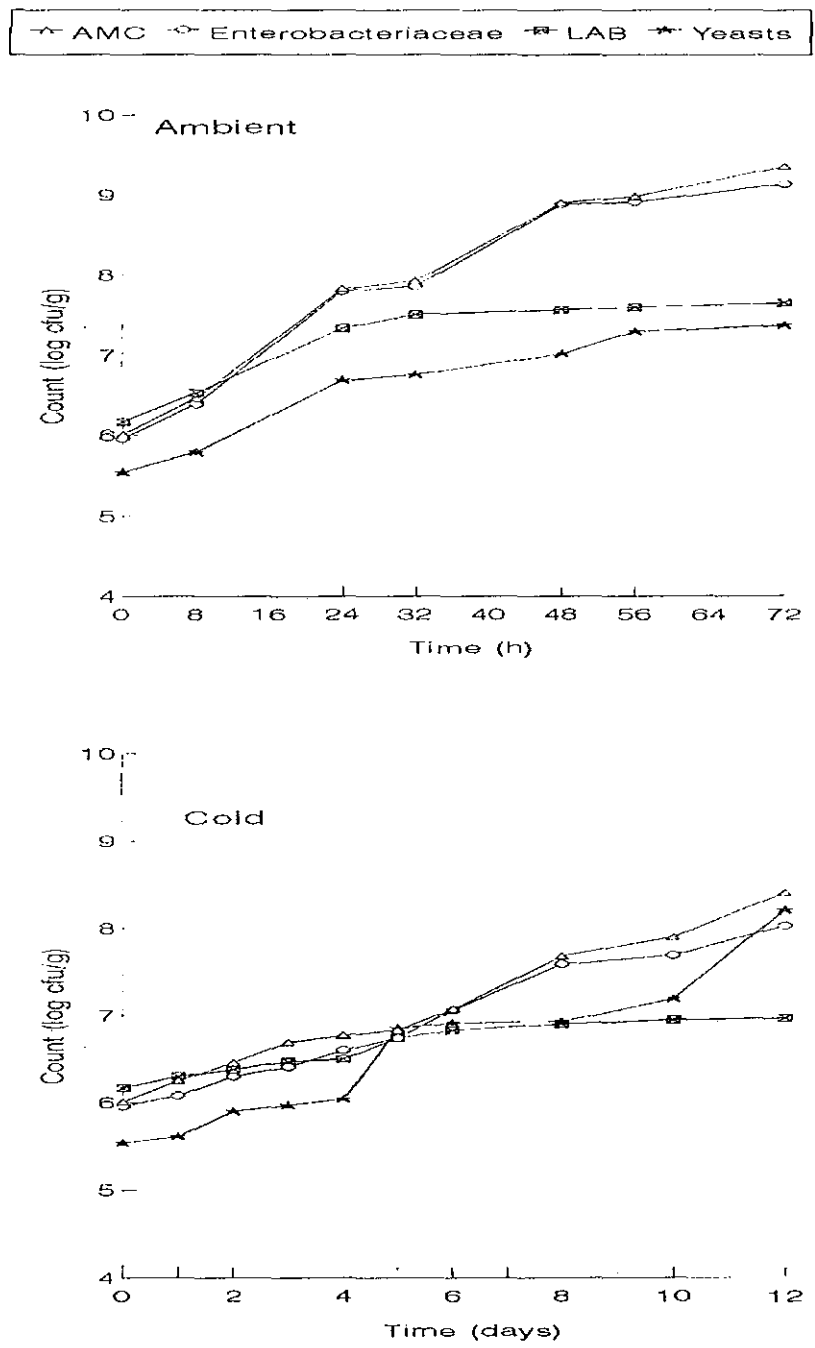 AMC Enterobacteriaceae LAB Yeasts
Ambient
10
9
8
7
6
5
4
Count (log cfu/g)
0 8 16 24 32 40 48 56 64 72
Time (h)
Cold
10
9
8
7
6
5
4
Count (log cfu/g)
0 2 4 6 8 10 12
Time (days)